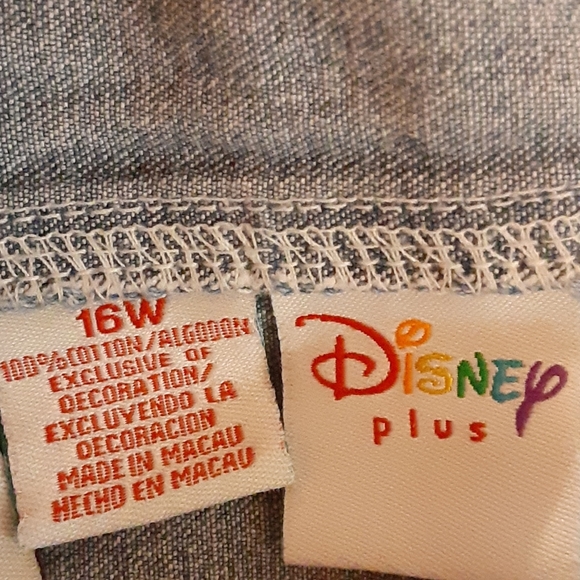 16W
100% COTTON/ALGODON
EXCLUSIVE OF
DECORATION/
EXCLUYENDO LA
DECORACION
MADE IN MACAU
HECHO EN MACAU
DISNEY
plus